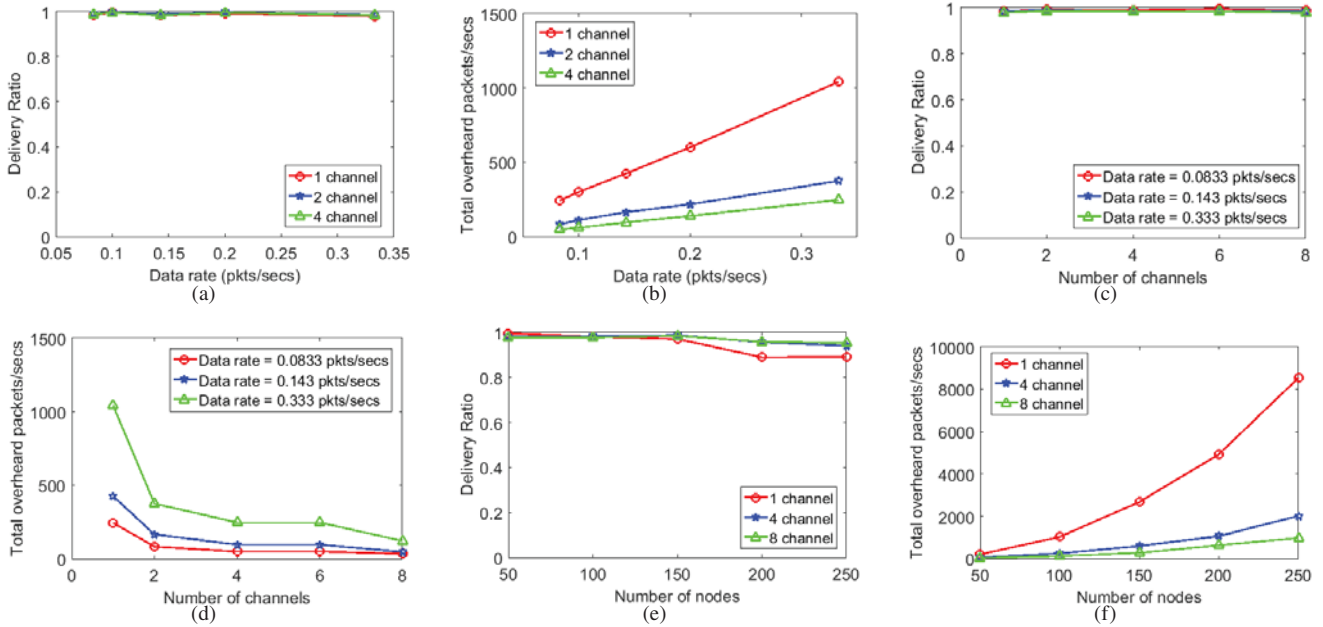 1
0.8
0.6
0.4
0.2
0
Delivery Ratio
1 channel
2 channel
4 channel
0.05 0.1 0.15 0.2 0.25 0.3 0.35
Data rate (pkts/secs)
(a)
1500
1000
500
0
Total overheard packets/secs
1 channel
2 channel
4 channel
0.1 0.2 0.3
Data rate (pkts/secs)
(b)
1
0.8
0.6
0.4
0.2
0
Delivery Ratio
Data rate = 0.0833 pkts/secs
Data rate = 0.143 pkts/secs
Data rate = 0.333 pkts/secs
0 2 4 6 8
Number of channels
(c)
1500
1000
500
0
Total overheard packets/secs
Data rate = 0.0833 pkts/secs
Data rate = 0.143 pkts/secs
Data rate = 0.333 pkts/secs
0 2 4 6 8
Number of channels
(d)
1
0.8
0.6
0.4
0.2
0
Delivery Ratio
1 channel
4 channel
8 channel
50 100 150 200 250
Number of nodes
(e)
10000
8000
6000
4000
2000
0
Total overheard packets/secs
1 channel
4 channel
8 channel
50 100 150 200 250
Number of nodes
(f)